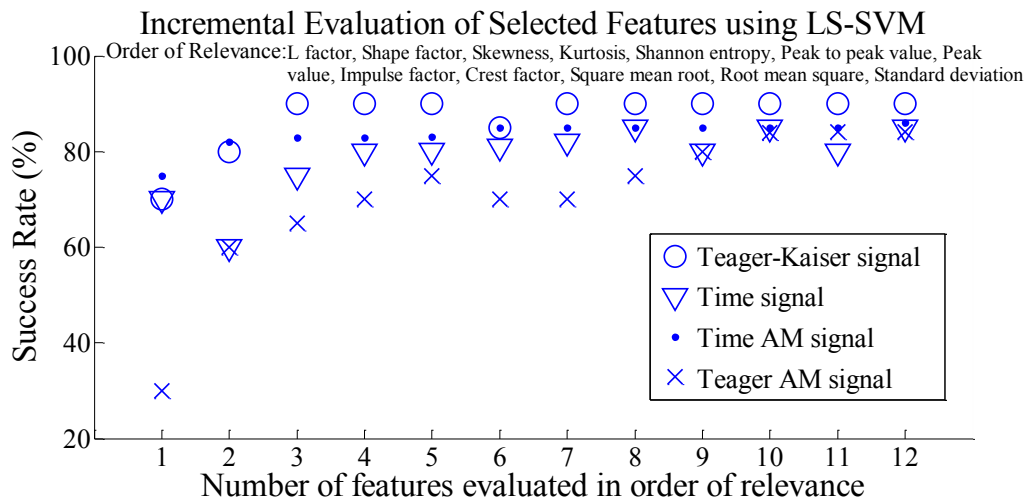 Incremental Evaluation of Selected Features using LS-SVM
Order of Relevance: L factor, Shape factor, Skewness, Kurtosis, Shannon entropy, Peak to peak value, Peak
value, Impulse factor, Crest factor, Square mean root, Root mean square, Standard deviation
Success Rate (%)
100
80
60
40
20
Teager-Kaiser signal
Time signal
Time AM signal
Teager AM signal
1 2 3 4 5 6 7 8 9 10 11 12
Number of features evaluated in order of relevance